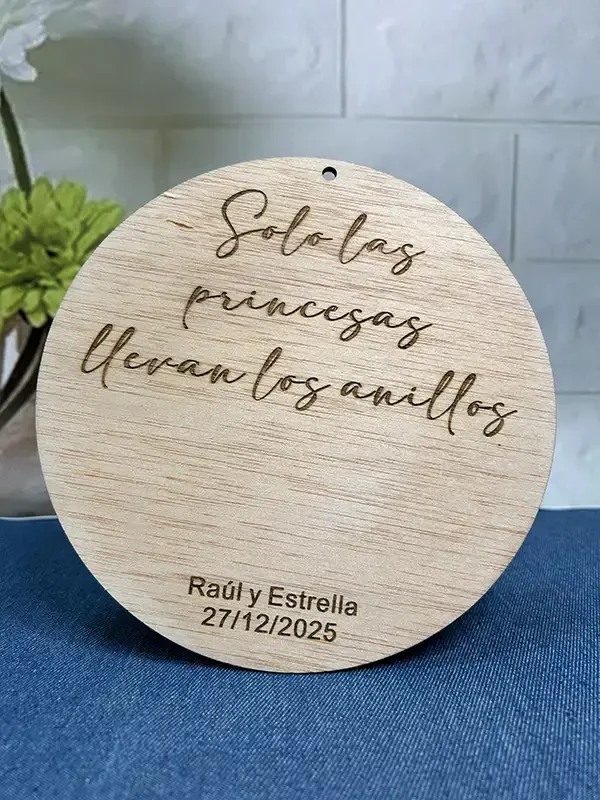 Solo las
princesas
llevan los anillos
Raúl y Estrella
27/12/2025